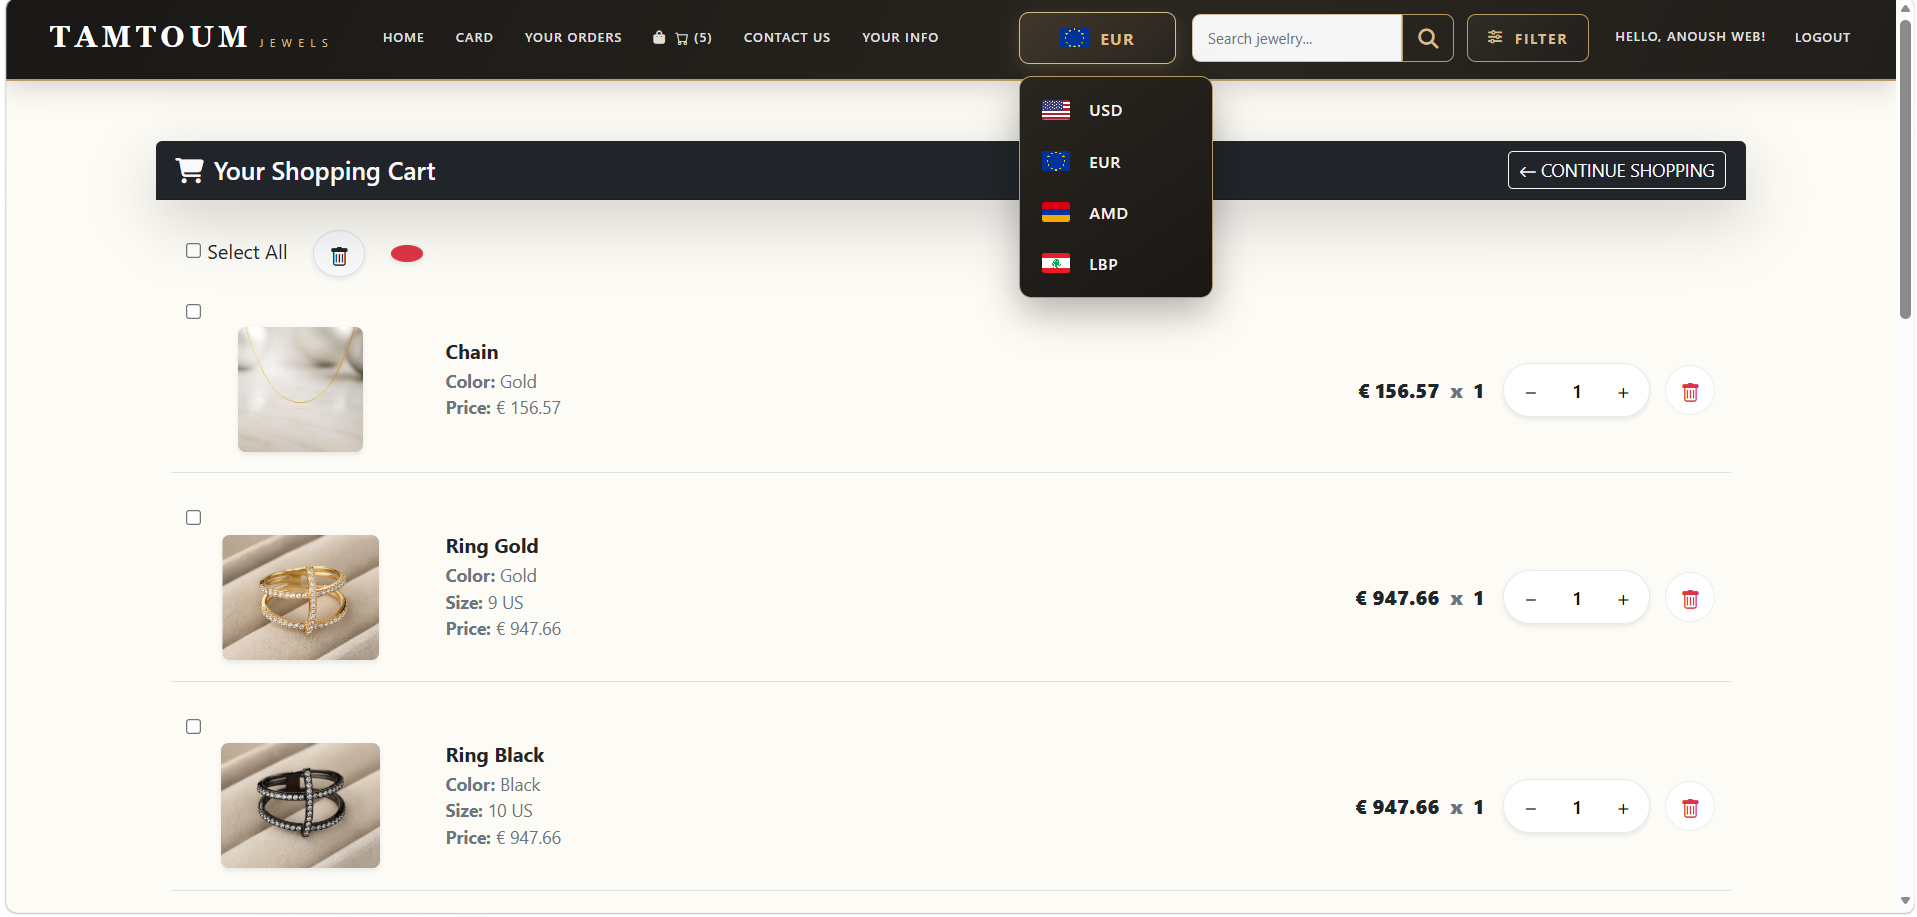 TAMTOUM JEWELS HOME CARD YOUR ORDERS (5) CONTACT US YOUR INFO EUR Search jewelry... FILTER HELLO, ANOUSH WEB! LOGOUT
USD
EUR
AMD
LBP
Your Shopping Cart ← CONTINUE SHOPPING
Select All
Chain
Color: Gold
Price: € 156.57
€ 156.57 x 1 − 1 +
Ring Gold
Color: Gold
Size: 9 US
Price: € 947.66
€ 947.66 x 1 − 1 +
Ring Black
Color: Black
Size: 10 US
Price: € 947.66
€ 947.66 x 1 − 1 +